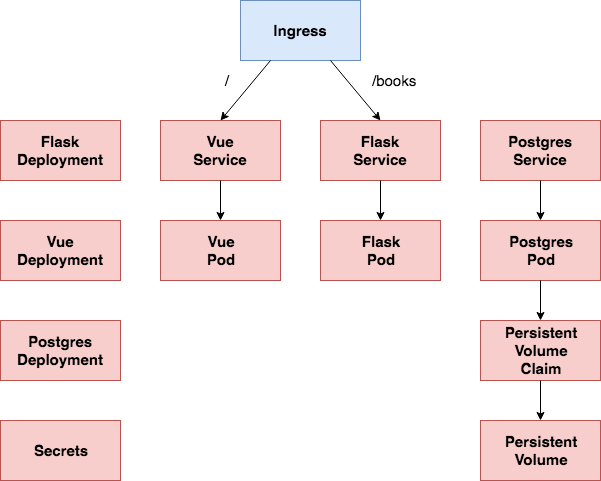 Ingress
/
/books
Flask
Deployment
Vue
Service
Flask
Service
Postgres
Service
Vue
Deployment
Vue
Pod
Flask
Pod
Postgres
Pod
Postgres
Deployment
Persistent
Volume
Claim
Secrets
Persistent
Volume